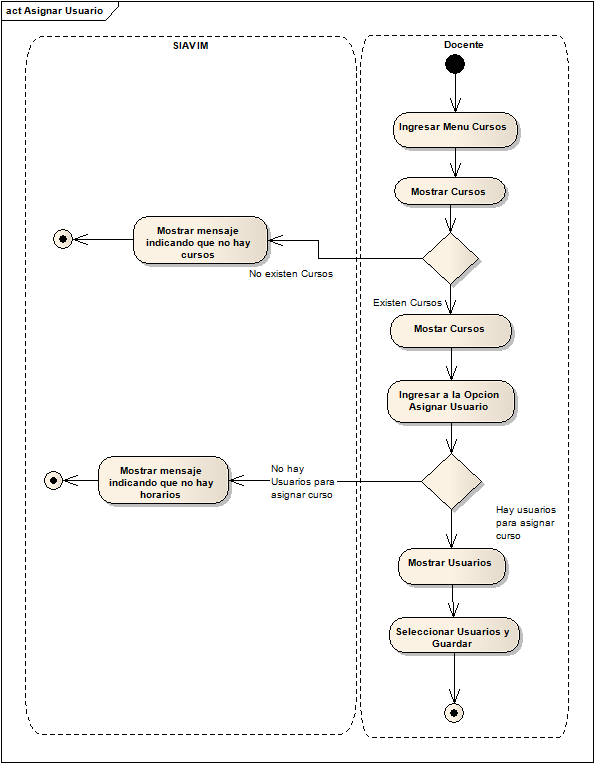 act Asignar Usuario
SIAVIM
Docente
Ingresar Menu Cursos
Mostrar Cursos
Mostrar mensaje
indicando que no hay
cursos
No existen Cursos
Existen Cursos
Mostar Cursos
Ingresar a la Opcion
Asignar Usuario
Mostrar mensaje
indicando que no hay
horarios
No hay
Usuarios para
asignar curso
Hay usuarios
para asignar
curso
Mostrar Usuarios
Seleccionar Usuarios y
Guardar